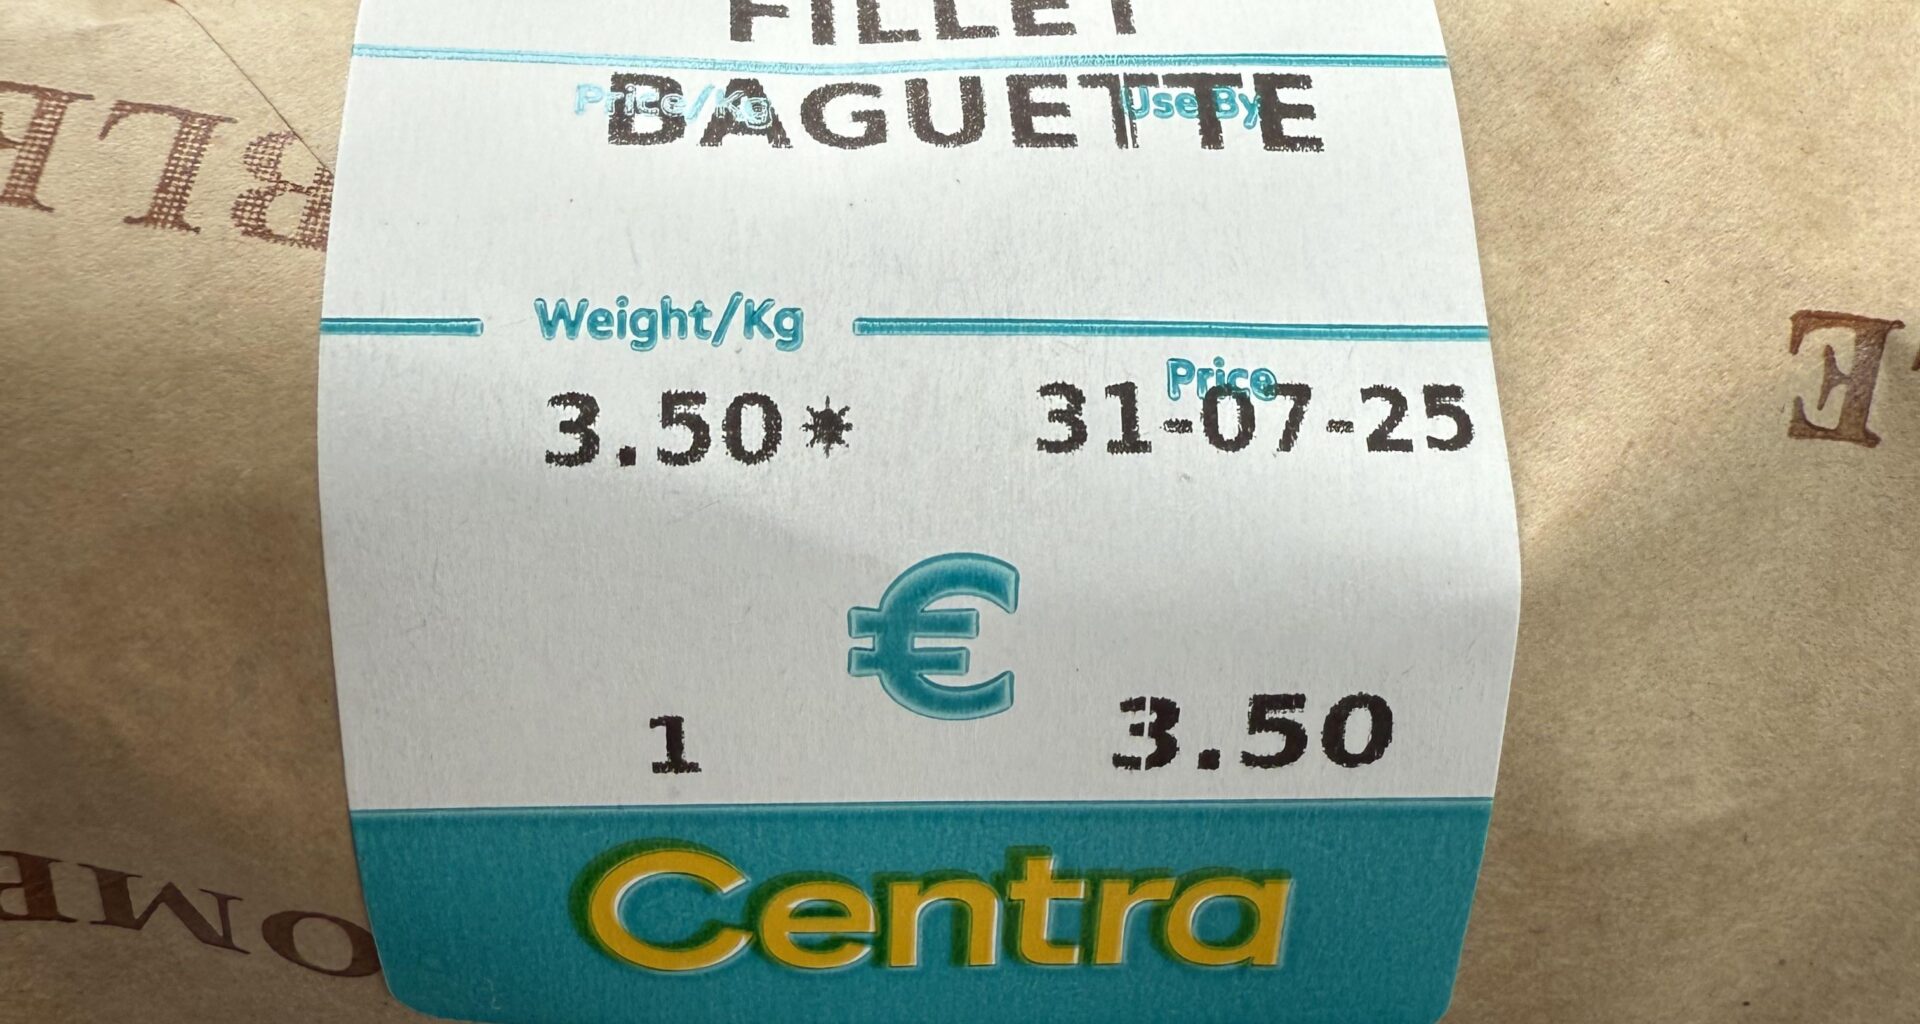 FILLET
Price/Kg Use By
BAGUETTE
Weight/Kg
Price
3.50* 31-07-25
€
1 3.50
Centra